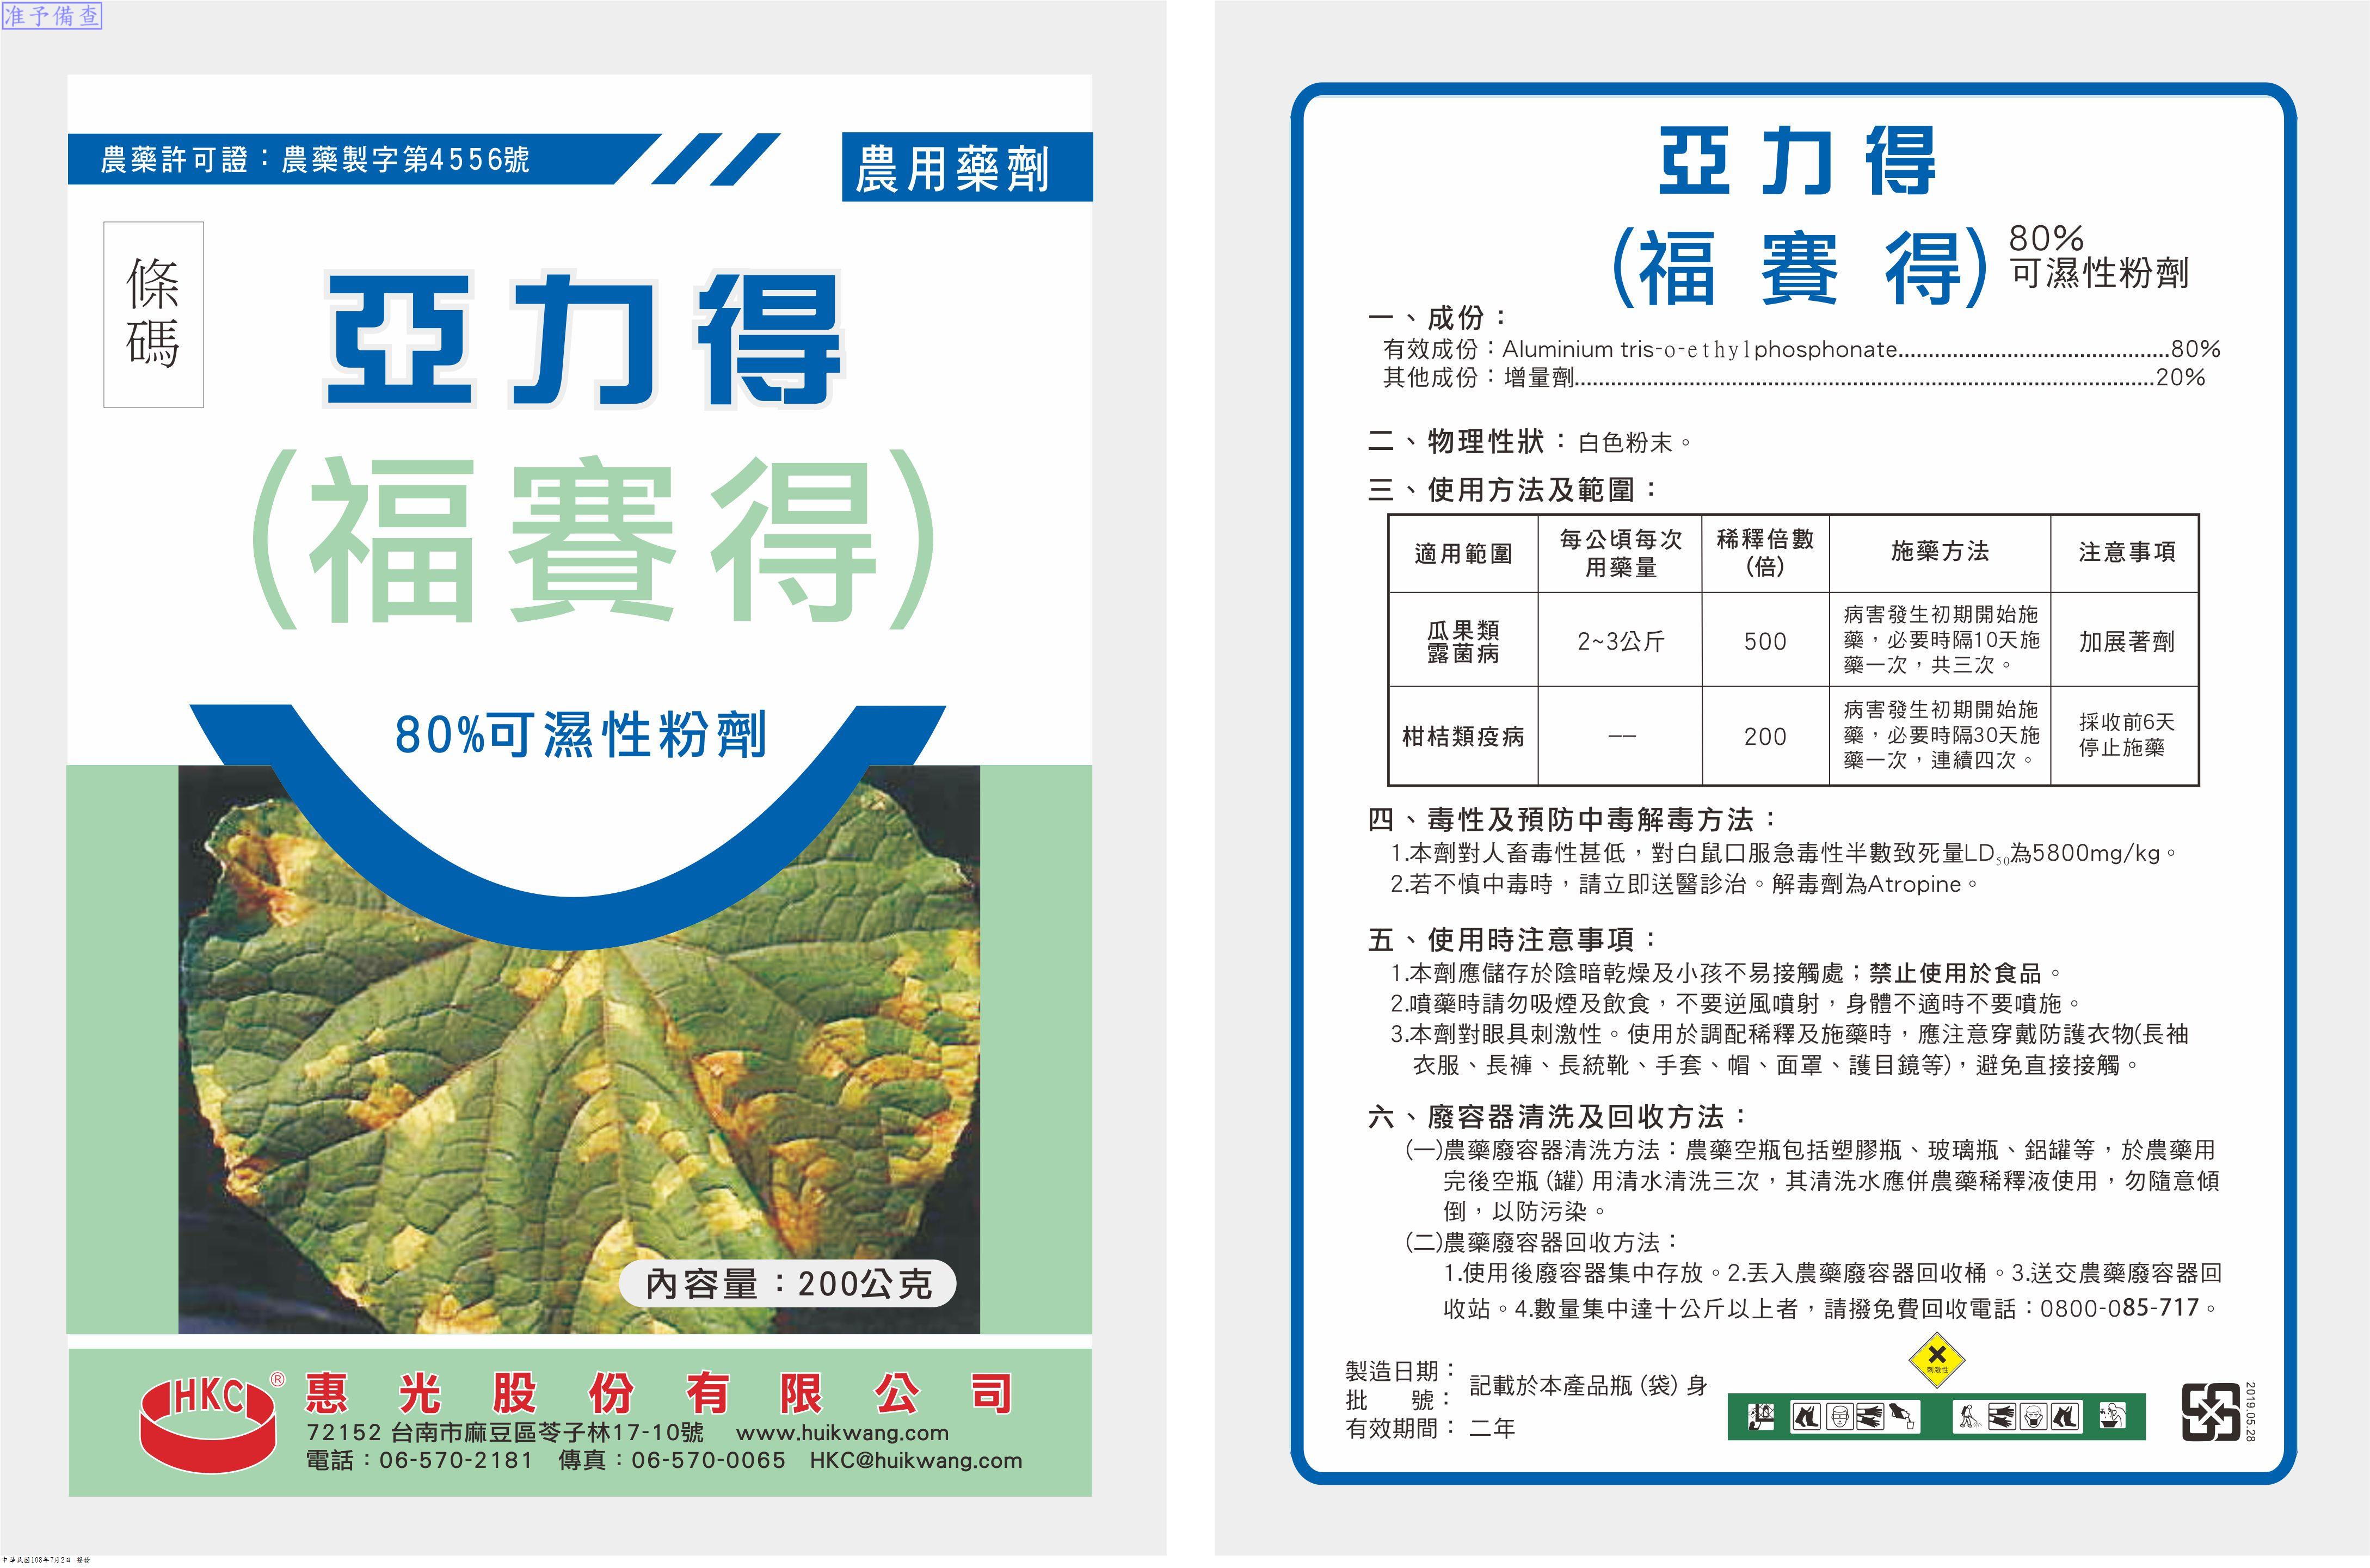 准予備查
農藥許可證：農藥製字第4556號
農用藥劑
條碼
亞力得
(福賽得)
80%可濕性粉劑
內容量：200公克
HKC®
惠光股份有限公司
72152 台南市麻豆區苓子林17-10號 www.huikwang.com
電話：06-570-2181 傳真：06-570-0065 HKC@huikwang.com
中華民國108年7月2日 簽發
亞力得
(福賽得) 80%
可濕性粉劑
一、成份：
有效成份：Aluminium tris-o-ethylphosphonate..............................................80%
其他成份：增量劑..................................................................................................20%
二、物理性狀：白色粉末。
三、使用方法及範圍：
適用範圍 每公頃每次用藥量 稀釋倍數(倍) 施藥方法 注意事項
瓜果類
露菌病
2~3公斤
500
病害發生初期開始施
藥，必要時隔10天施
藥一次，共三次。
加展著劑
柑桔類疫病
—
200
病害發生初期開始施
藥，必要時隔30天施
藥一次，連續四次。
採收前6天
停止施藥
四、毒性及預防中毒解毒方法：
1.本劑對人畜毒性甚低，對白鼠口服急毒性半數致死量LD50為5800mg/kg。
2.若不慎中毒時，請立即送醫診治。解毒劑為Atropine。
五、使用時注意事項：
1.本劑應儲存於陰暗乾燥及小孩不易接觸處；禁止使用於食品。
2.噴藥時請勿吸煙及飲食，不要逆風噴射，身體不適時不要噴施。
3.本劑對眼具刺激性。使用於調配稀釋及施藥時，應注意穿戴防護衣物(長袖
衣服、長褲、長統靴、手套、帽、面罩、護目鏡等)，避免直接接觸。
六、廢容器清洗及回收方法：
(一)農藥廢容器清洗方法：農藥空瓶包括塑膠瓶、玻璃瓶、鋁罐等，於農藥用
完後空瓶(罐)用清水清洗三次，其清洗水應併農藥稀釋液使用，勿隨意傾
倒，以防污染。
(二)農藥廢容器回收方法：
1.使用後廢容器集中存放。2.丟入農藥廢容器回收桶。3.送交農藥廢容器回
收站。4.數量集中達十公斤以上者，請撥免費回收電話：0800-085-717。
刺激性
製造日期：
批 號：
記載於本產品瓶(袋)身
有效期間：二年
2019.05.28